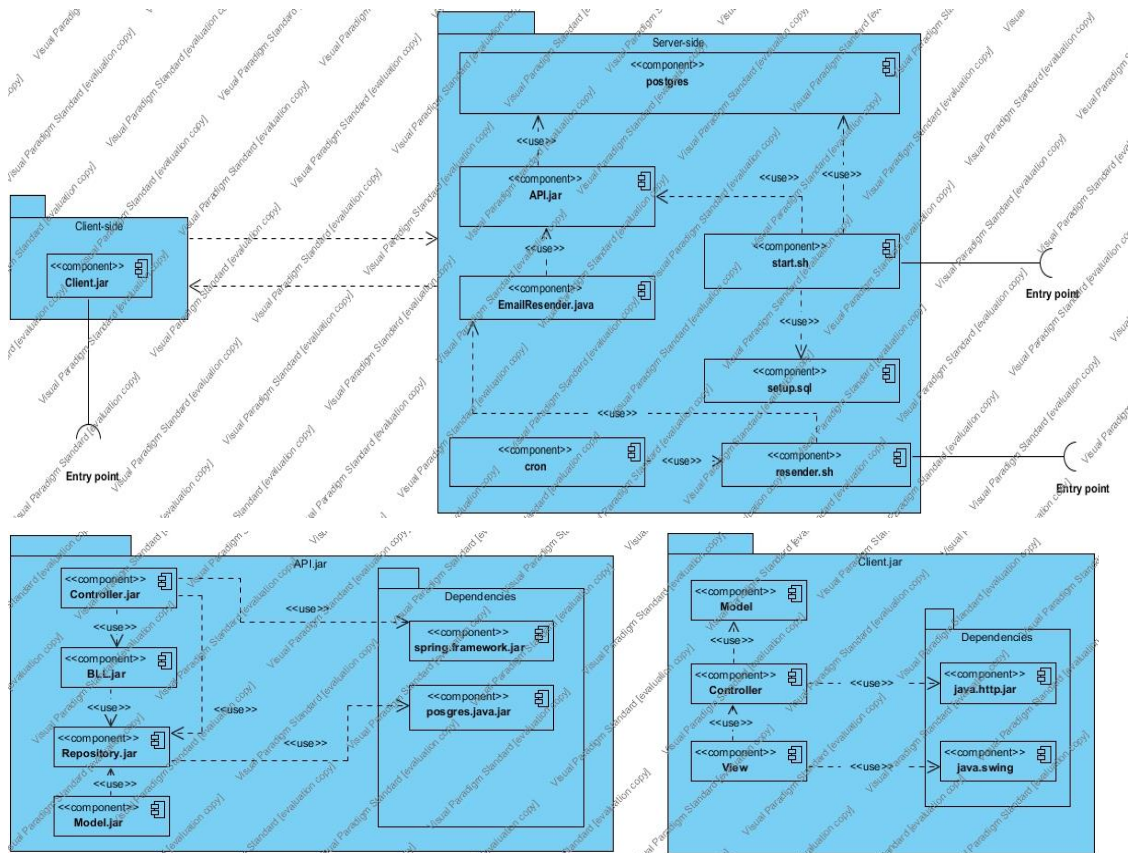 Server-side
<<component>>
postgres
<<use>>
<<component>>
API.jar
<<use>>
<<use>>
Client-side
<<component>>
Client.jar
<<use>>
<<component>>
start.sh
<<component>>
EmailResender.java
Entry point
<<use>>
<<component>>
setup.sql
<<use>>
<<component>>
cron
<<use>>
<<component>>
resender.sh
Entry point
Entry point
API.jar
<<component>>
Controller.jar
<<use>>
<<use>>
<<component>>
BLL.jar
<<use>>
<<use>>
<<component>>
Repository.jar
<<use>>
<<use>>
<<component>>
Model.jar
Dependencies
<<component>>
spring.framework.jar
<<component>>
posgres.java.jar
Client.jar
<<component>>
Model
<<use>>
<<component>>
Controller
<<use>>
<<use>>
<<component>>
View
<<use>>
Dependencies
<<component>>
java.http.jar
<<component>>
java.swing
Visual Paradigm Standard [evaluation copy]